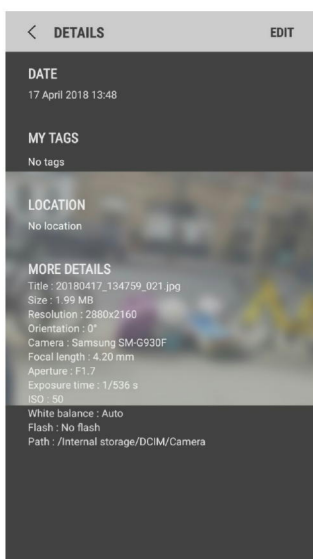 DETAILS
EDIT
DATE
17 April 2018 13:48
MY TAGS
No tags
LOCATION
No location
MORE DETAILS
Title : 20180417_134759_021.jpg
Size : 1.99 MB
Resolution : 2880x2160
Orientation : 0°
Camera : Samsung SM-G930F
Focal length : 4.20 mm
Aperture : F1.7
Exposure time : 1/536 s
ISO : 50
White balance : Auto
Flash : No flash
Path : /Internal storage/DCIM/Camera